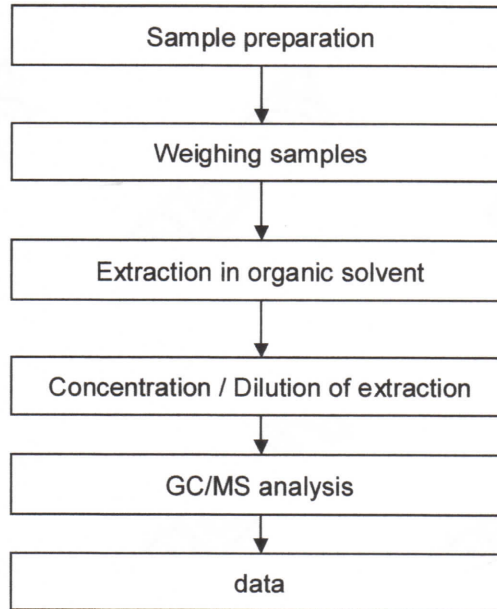 Sample preparation
Weighing samples
Extraction in organic solvent
Concentration / Dilution of extraction
GC/MS analysis
data